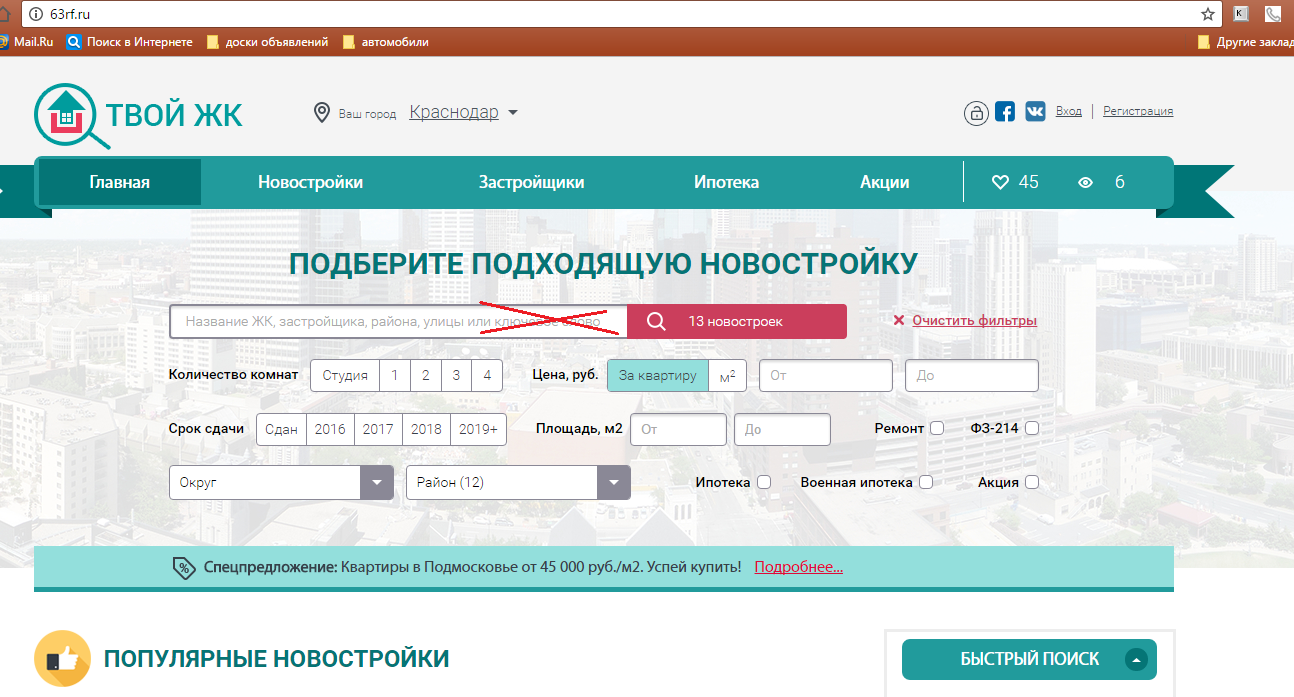 63rf.ru
K
Mail.Ru Поиск в Интернете доски объявлений автомобили Другие заклад
ТВОЙ ЖК Ваш город Краснодар Вход Регистрация
Главная Новостройки Застройщики Ипотека Акции 45 6
ПОДБЕРИТЕ ПОДХОДЯЩУЮ НОВОСТРОЙКУ
Название ЖК, застройщика, района, улицы или ключевое слово 13 новостроек Очистить фильтры
Количество комнат Студия 1 2 3 4 Цена, руб. За квартиру м² От До
Срок сдачи Сдан 2016 2017 2018 2019+ Площадь, м2 От До Ремонт ФЗ-214
Округ Район (12) Ипотека Военная ипотека Акция
% Спецпредложение: Квартиры в Подмосковье от 45 000 руб./м2. Успей купить! Подробнее...
ПОПУЛЯРНЫЕ НОВОСТРОЙКИ БЫСТРЫЙ ПОИСК